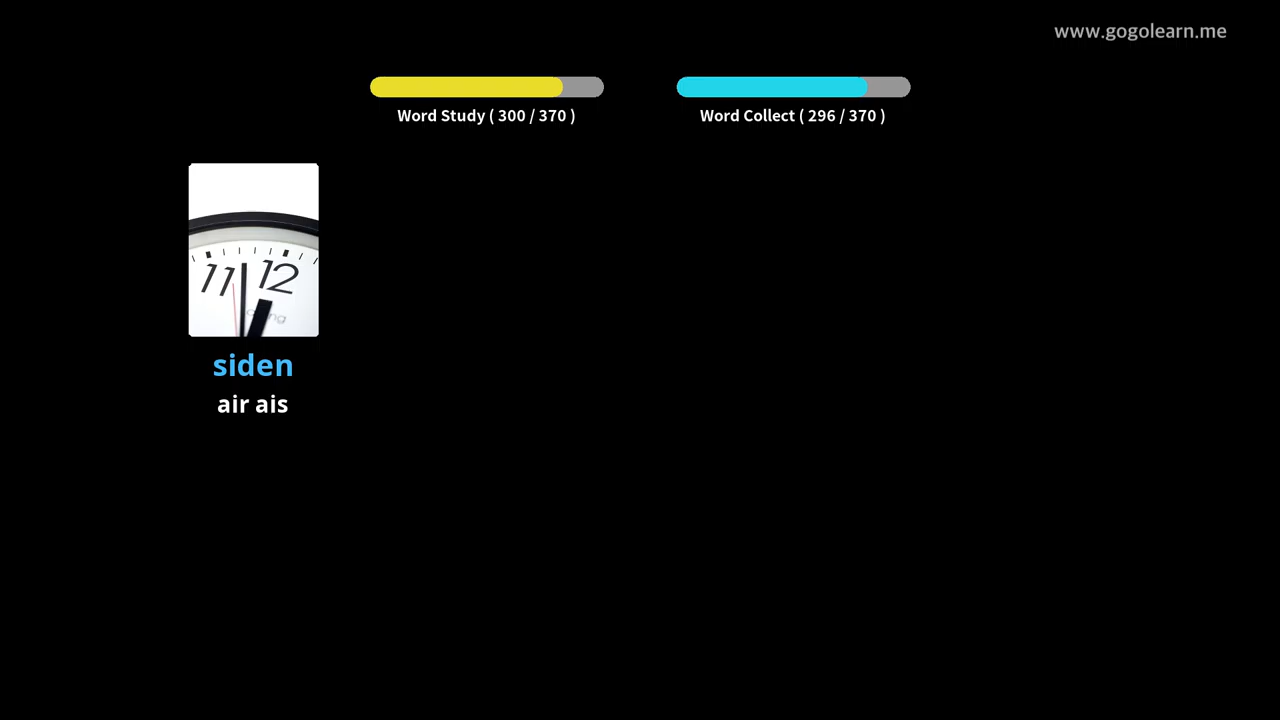 www.gogolearn.me
Word Study ( 300 / 370 )
Word Collect ( 296 / 370 )
11 12
siden
air ais